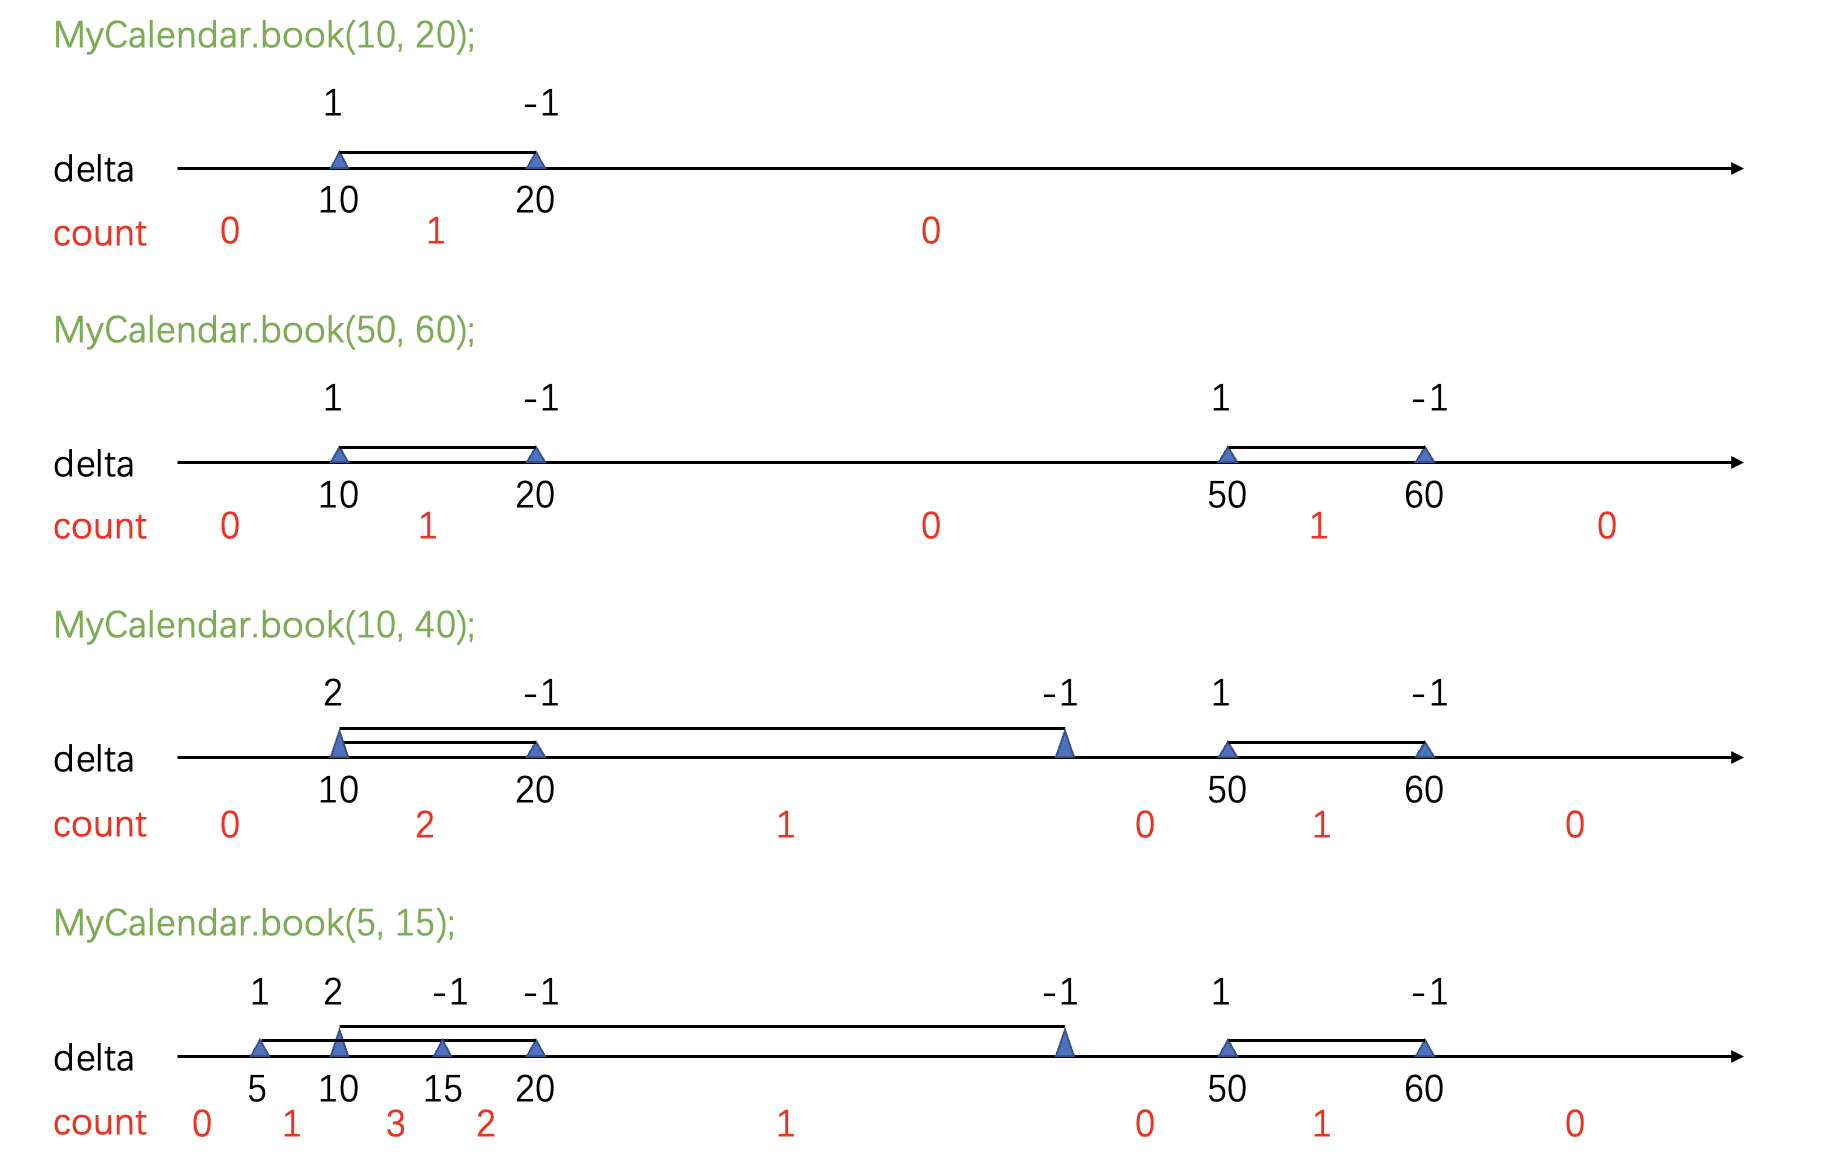 MyCalendar.book(10, 20);
1 -1
delta
10 20
count 0 1 0
MyCalendar.book(50, 60);
1 -1 1 -1
delta
10 20 50 60
count 0 1 0 1 0
MyCalendar.book(10, 40);
2 -1 -1 1 -1
delta
10 20 50 60
count 0 2 1 0 1 0
MyCalendar.book(5, 15);
1 2 -1 -1 -1 1 -1
delta
5 10 15 20 50 60
count 0 1 3 2 1 0 1 0